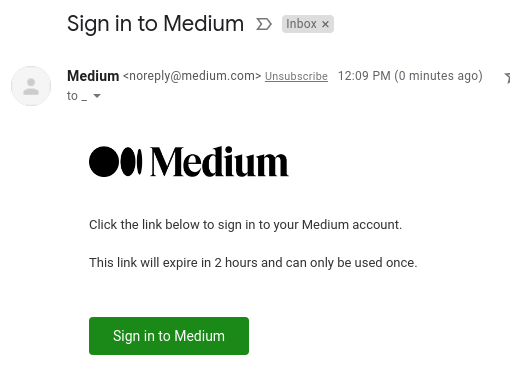 Sign in to Medium Inbox ×
Medium <noreply@medium.com> Unsubscribe 12:09 PM (0 minutes ago)
to _
Medium
Click the link below to sign in to your Medium account.
This link will expire in 2 hours and can only be used once.
Sign in to Medium